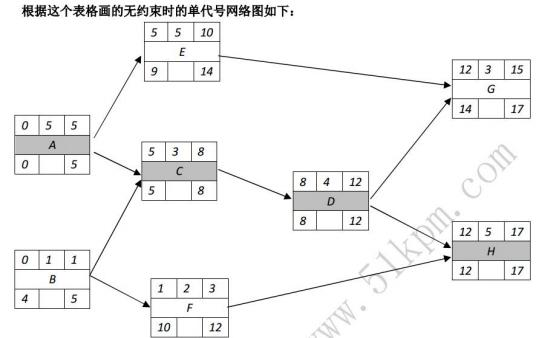 根据这个表格画的无约束时的单代号网络图如下：
5 5 10
E
9 14
12 3 15
G
14 17
0 5 5
A
0 5
5 3 8
C
5 8
8 4 12
D
8 12
12 5 17
H
12 17
0 1 1
B
4 5
1 2 3
F
10 12
www.51kpm.com